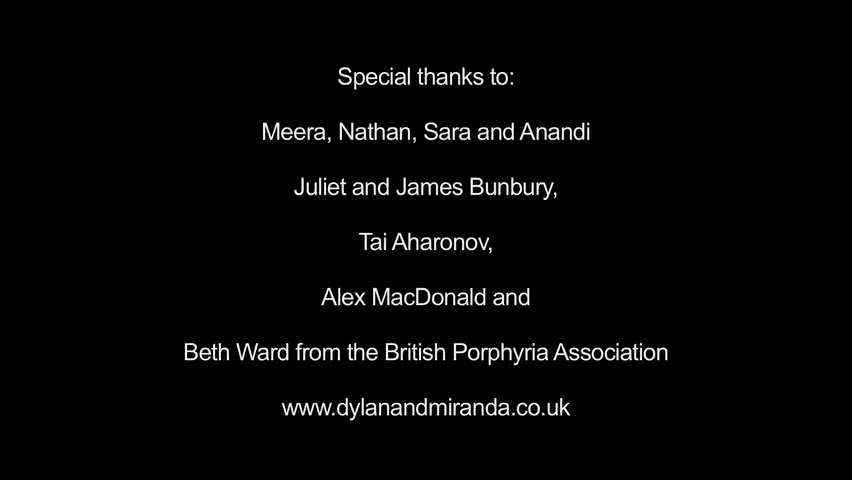 Special thanks to:
Meera, Nathan, Sara and Anandi
Juliet and James Bunbury,
Tai Aharonov,
Alex MacDonald and
Beth Ward from the British Porphyria Association
www.dylanandmiranda.co.uk